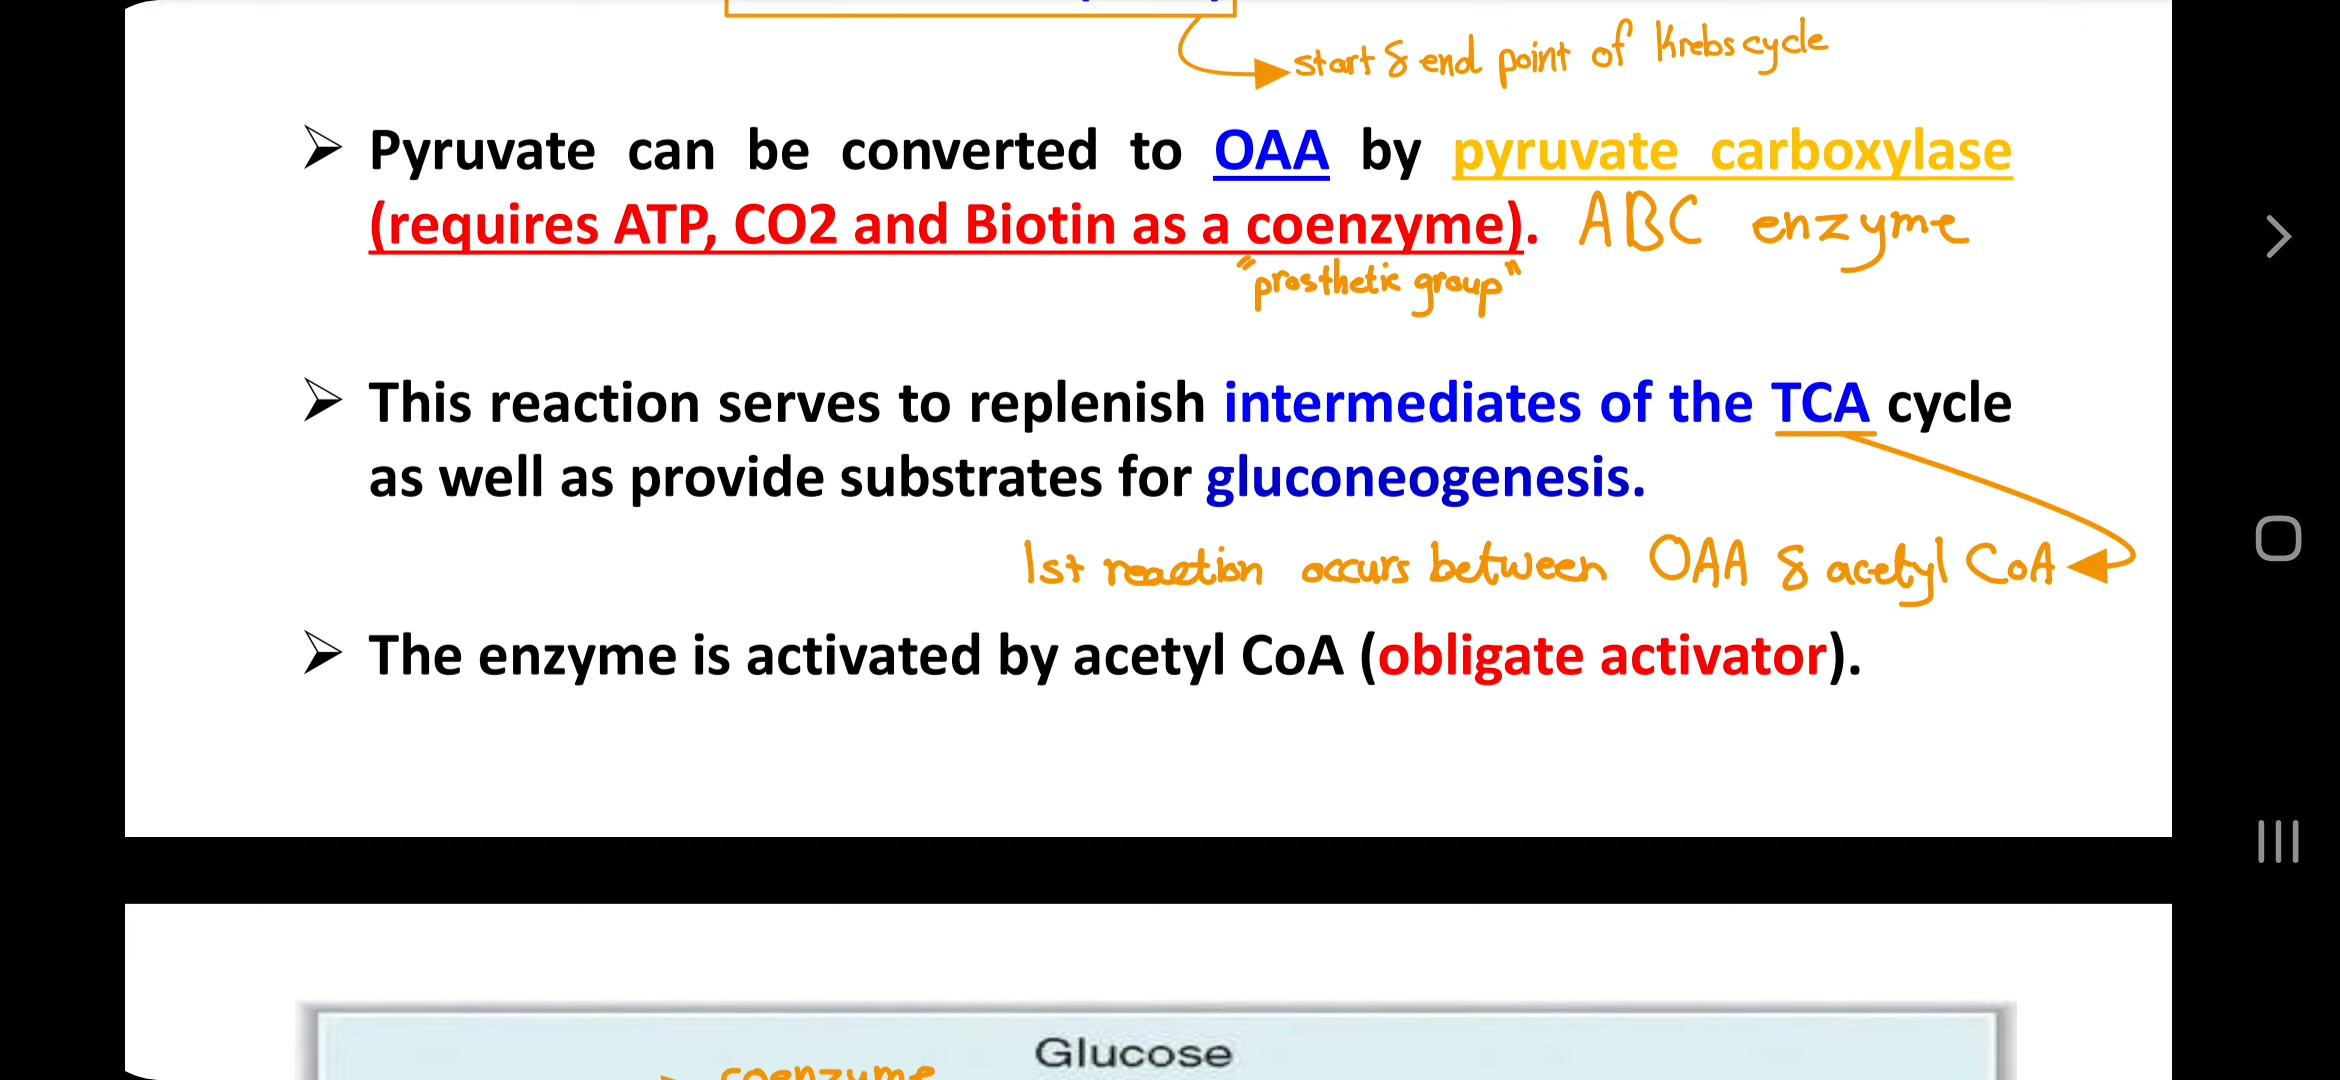 start & end point of Krebs cycle
➢ Pyruvate can be converted to OAA by pyruvate carboxylase
(requires ATP, CO2 and Biotin as a coenzyme). ABC enzyme
"prosthetic group"
➢ This reaction serves to replenish intermediates of the TCA cycle
as well as provide substrates for gluconeogenesis.
1st reaction occurs between OAA & acetyl CoA
➢ The enzyme is activated by acetyl CoA (obligate activator).
Glucose
coenzyme